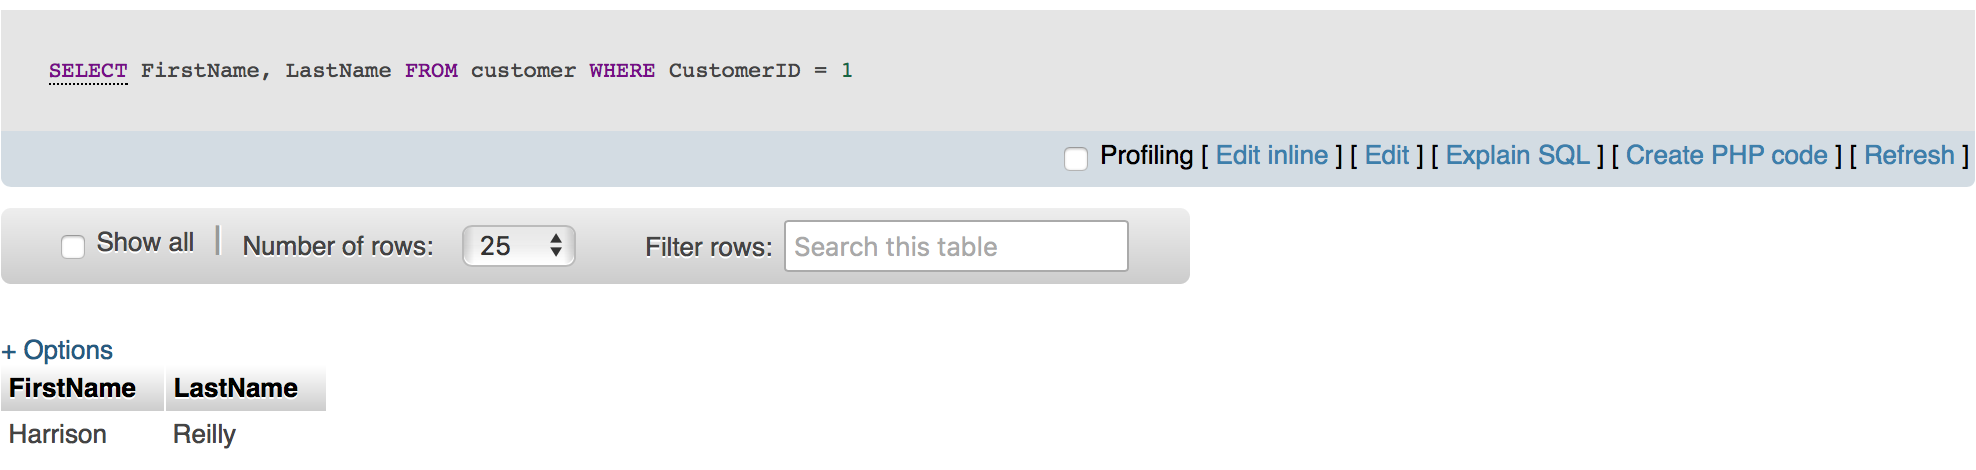 SELECT FirstName, LastName FROM customer WHERE CustomerID = 1
Profiling [ Edit inline ] [ Edit ] [ Explain SQL ] [ Create PHP code ] [ Refresh ]
Show all | Number of rows: 25 Filter rows: Search this table
+ Options
FirstName LastName
Harrison Reilly